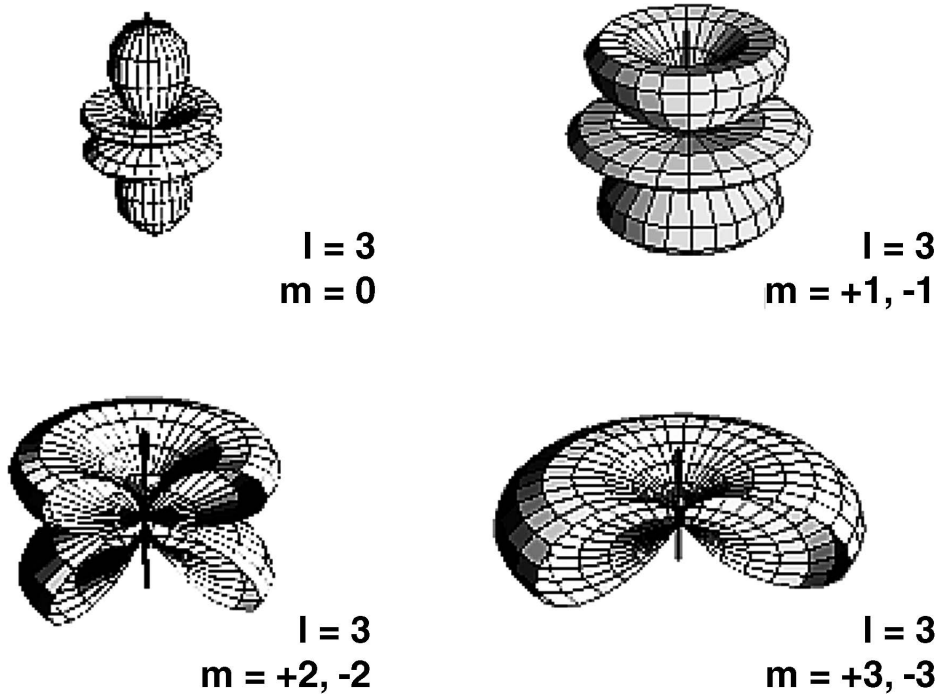 l = 3
m = 0
l = 3
m = +1, -1
l = 3
m = +2, -2
l = 3
m = +3, -3